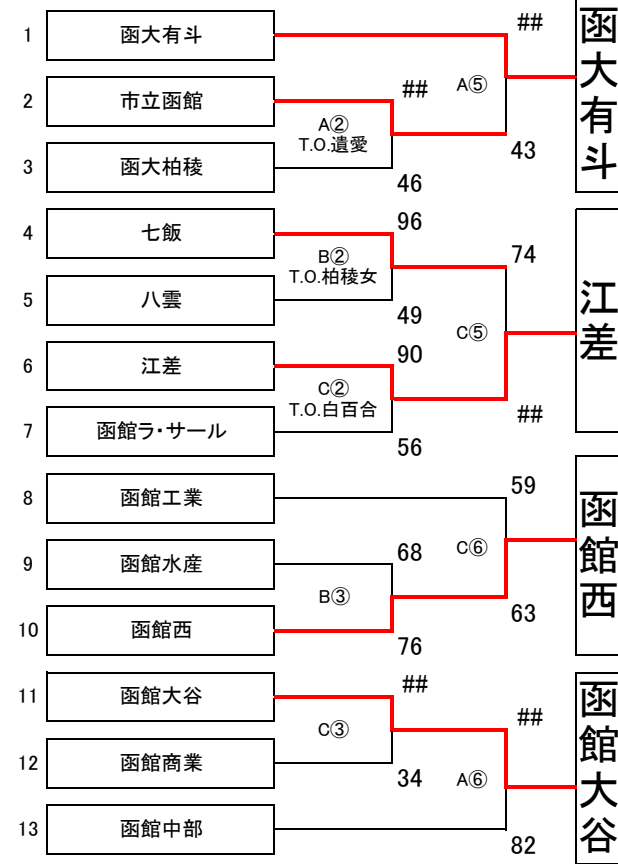 1 函大有斗
2 市立函館
3 函大柏稜
4 七飯
5 八雲
6 江差
7 函館ラ・サール
8 函館工業
9 函館水産
10 函館西
11 函館大谷
12 函館商業
13 函館中部
##
A②
T.O.遺愛
46
96
B②
T.O.柏稜女
49
90
C②
T.O.白百合
56
68
B③
76
##
C③
34
##
A⑤
43
74
C⑤
##
59
C⑥
63
##
A⑥
82
函大有斗
江差
函館西
函館大谷